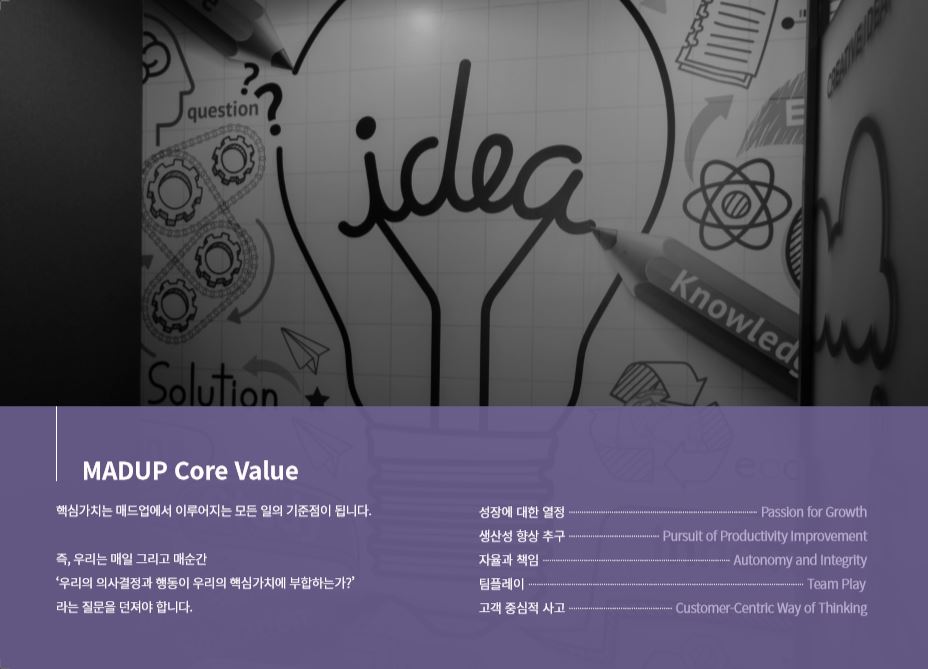 question
idea
Knowledg
Solution
CREATIVE IDEA
eco
MADUP Core Value
핵심가치는 매드업에서 이루어지는 모든 일의 기준점이 됩니다.
즉, 우리는 매일 그리고 매순간
‘우리의 의사결정과 행동이 우리의 핵심가치에 부합하는가?’
라는 질문을 던져야 합니다.
성장에 대한 열정 Passion for Growth
생산성 향상 추구 Pursuit of Productivity Improvement
자율과 책임 Autonomy and Integrity
팀플레이 Team Play
고객 중심적 사고 Customer-Centric Way of Thinking